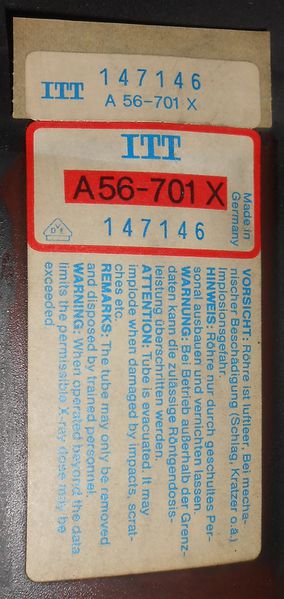 ITT 147146
A 56-701 X
ITT
A56-701 X
147146
Made in
Germany
VORSICHT: Röhre ist luftleer. Bei mecha-
nischer Beschädigung (Schlag, Kratzer o.ä.)
Implosionsgefahr.
HINWEIS: Röhre nur durch geschultes Per-
sonal ausbauen und vernichten lassen.
WARNUNG: Bei Betrieb außerhalb der Grenz-
daten kann die zulässige Röntgendosis-
leistung überschritten werden.
ATTENTION: Tube is evacuated. It may
implode when damaged by impacts, scrat-
ches etc.
REMARKS: The tube may only be removed
and disposed by trained personnel.
WARNING: When operated beyond the data
limits the permissible X-ray dose may be
exceeded.